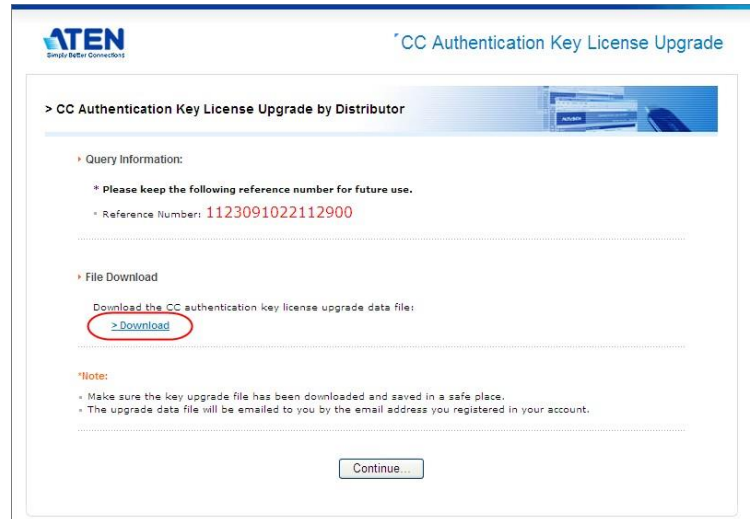 ATEN
Simply Better Connections
CC Authentication Key License Upgrade
> CC Authentication Key License Upgrade by Distributor
Query Information:
* Please keep the following reference number for future use.
Reference Number: 1123091022112900
File Download
Download the CC authentication key license upgrade data file:
> Download
*Note:
Make sure the key upgrade file has been downloaded and saved in a safe place.
The upgrade data file will be emailed to you by the email address you registered in your account.
Continue...